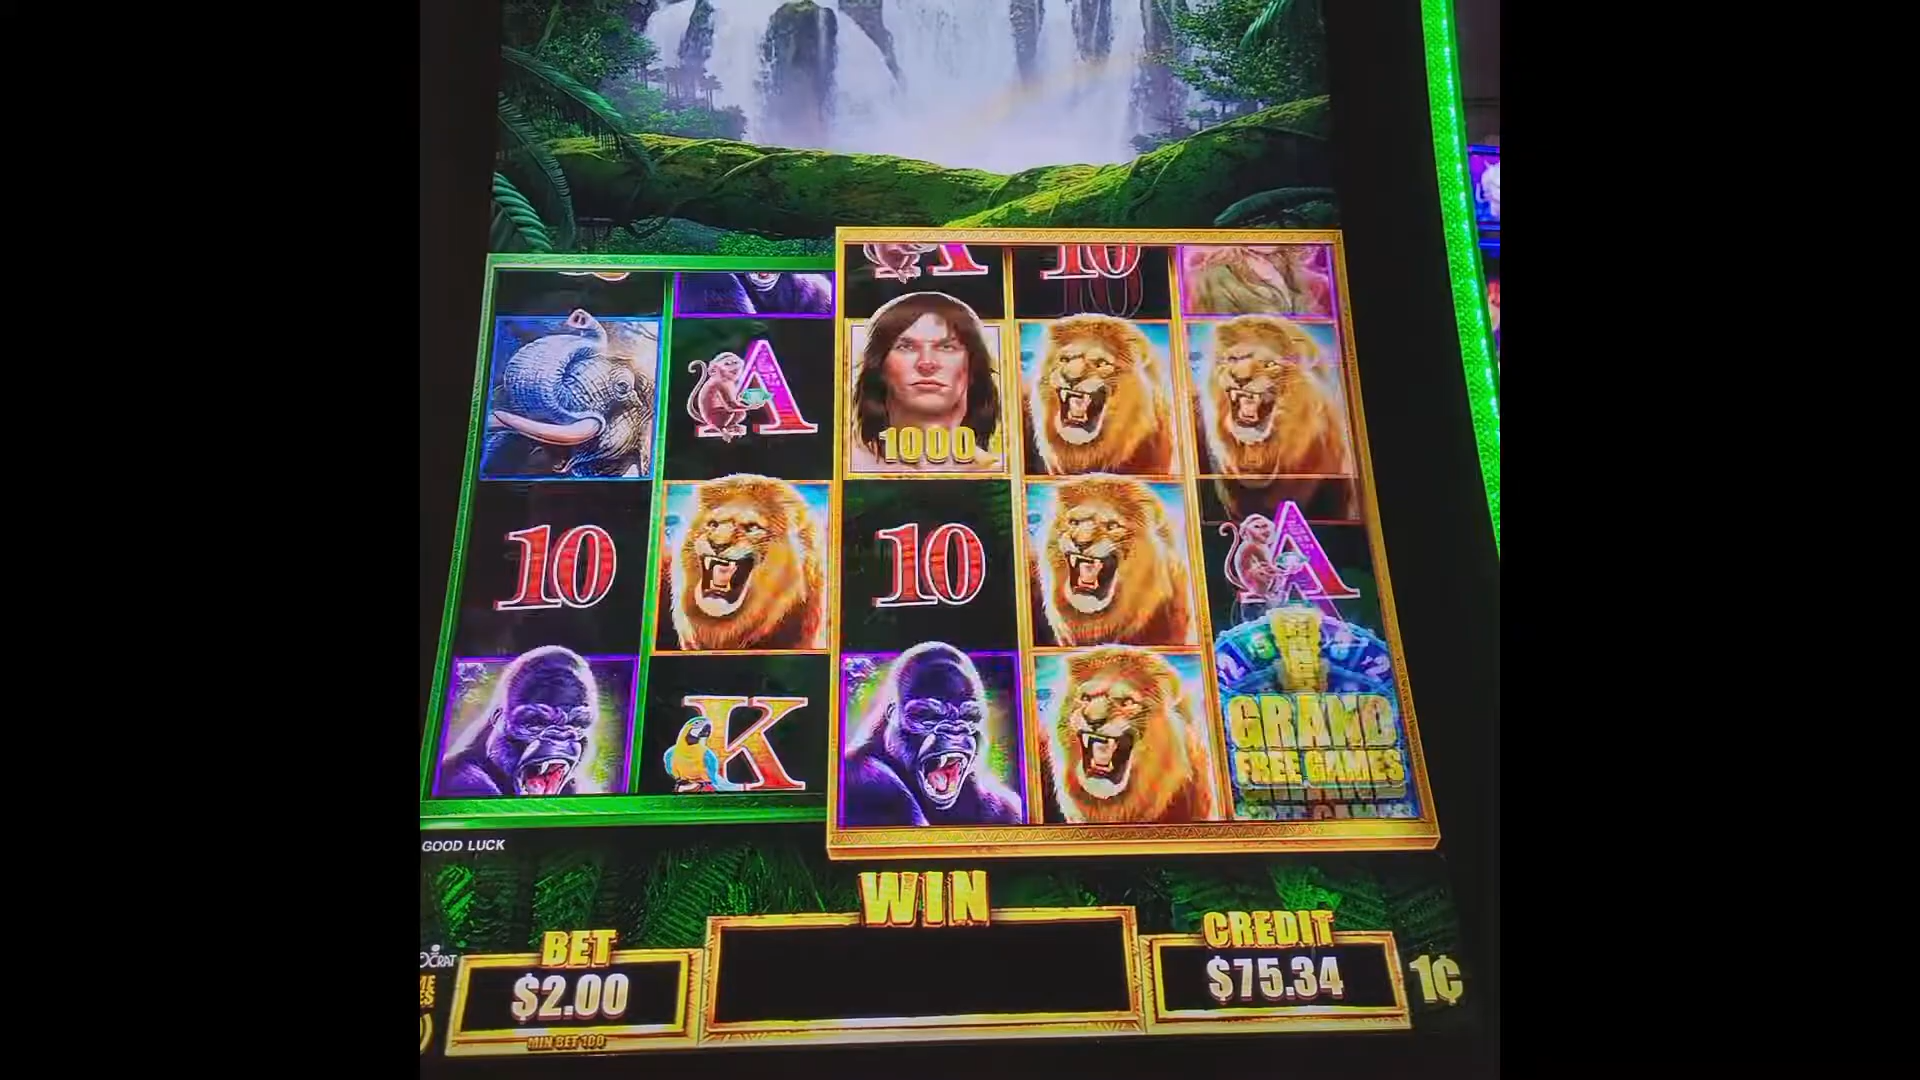 A 10
A 1000
10 10 A
K
GRAND
FREE GAMES
GOOD LUCK
WIN
BET
$2.00
MIN BET 100
CREDIT
$75.34
1¢